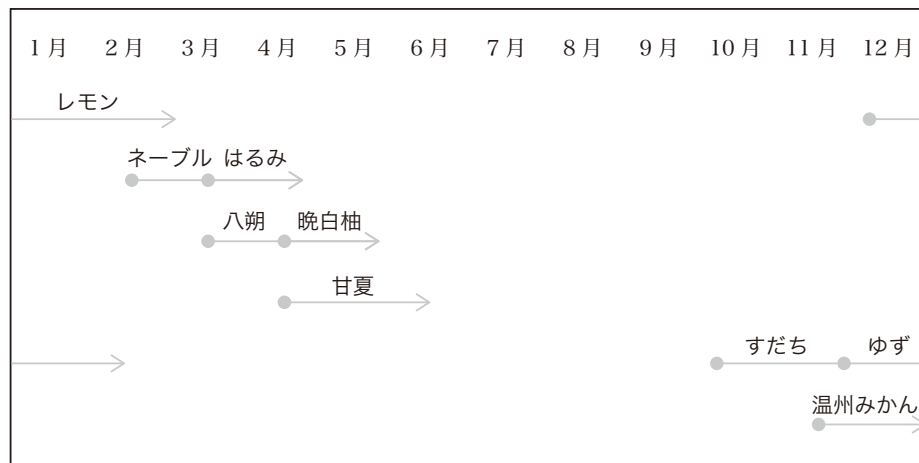 1月 2月 3月 4月 5月 6月 7月 8月 9月 10月 11月 12月
レモン
ネーブル はるみ
八朔 晩白柚
甘夏
すだち ゆず
温州みかん